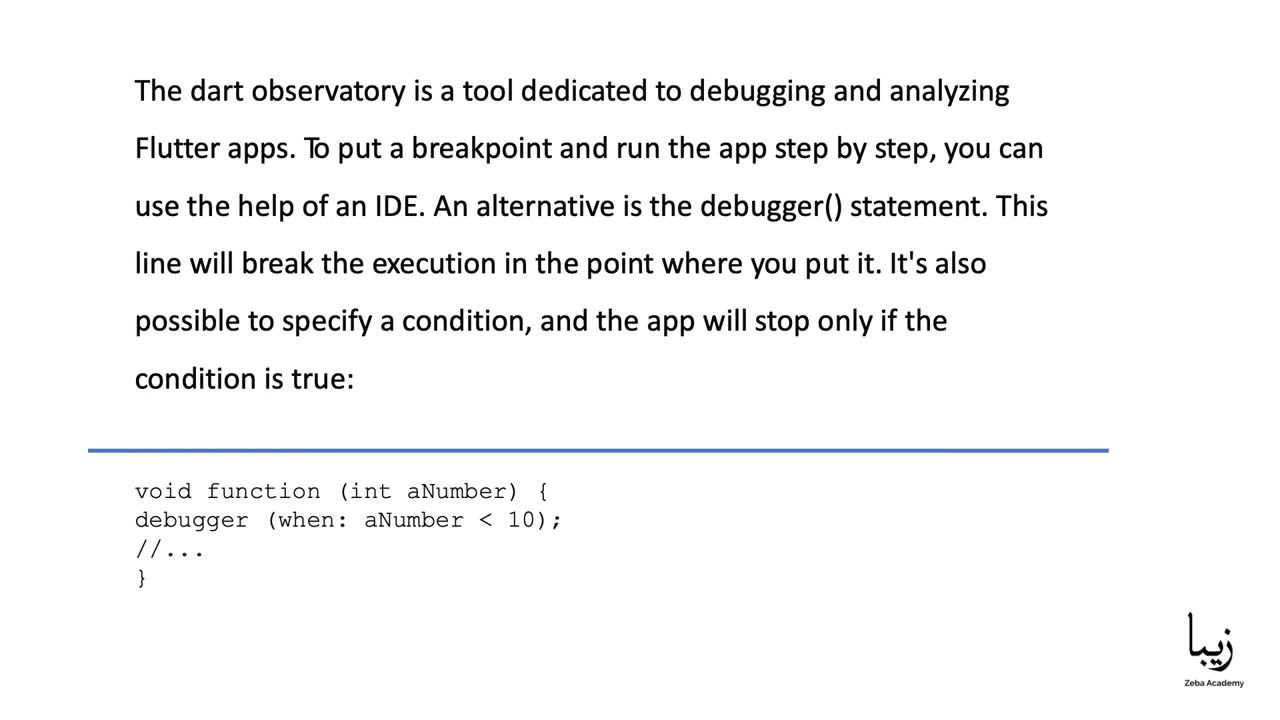 The dart observatory is a tool dedicated to debugging and analyzing
Flutter apps. To put a breakpoint and run the app step by step, you can
use the help of an IDE. An alternative is the debugger() statement. This
line will break the execution in the point where you put it. It's also
possible to specify a condition, and the app will stop only if the
condition is true:
void function (int aNumber) {
debugger (when: aNumber < 10);
//...
}
زيبا
Zeba Academy